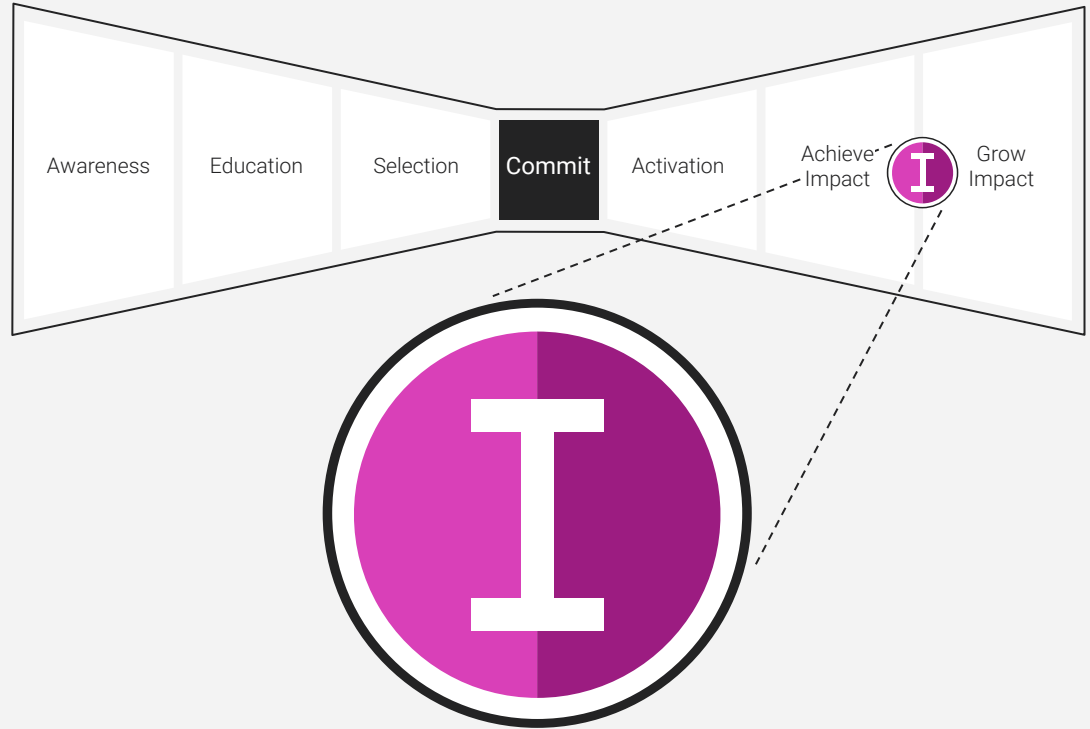 Awareness
Education
Selection
Commit
Activation
Achieve
Impact
I
Grow
Impact
I